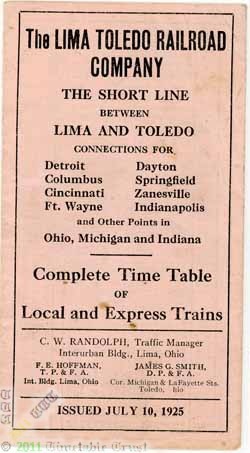 The LIMA TOLEDO RAILROAD
COMPANY
THE SHORT LINE
BETWEEN
LIMA AND TOLEDO
CONNECTIONS FOR
Detroit Dayton
Columbus Springfield
Cincinnati Zanesville
Ft. Wayne Indianapolis
and Other Points in
Ohio, Michigan and Indiana
Complete Time Table
OF
Local and Express Trains
C. W. RANDOLPH, Traffic Manager
Interurban Bldg., Lima, Ohio
F. E. HOFFMAN, JAMES G. SMITH,
T. P. & F. A. D. P. & F. A.
Int. Bldg. Lima, Ohio Cor. Michigan & LaFayette Sts.
Toledo, hio
ISSUED JULY 10, 1925
© 2011 Timetable